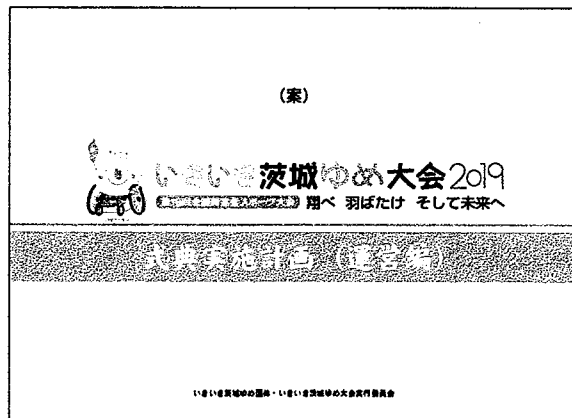 (案)
いきいき茨城ゆめ大会2019
翔べ 羽ばたけ そして未来へ
式典実施計画（運営編）
いきいき茨城ゆめ国体・いきいき茨城ゆめ大会実行委員会